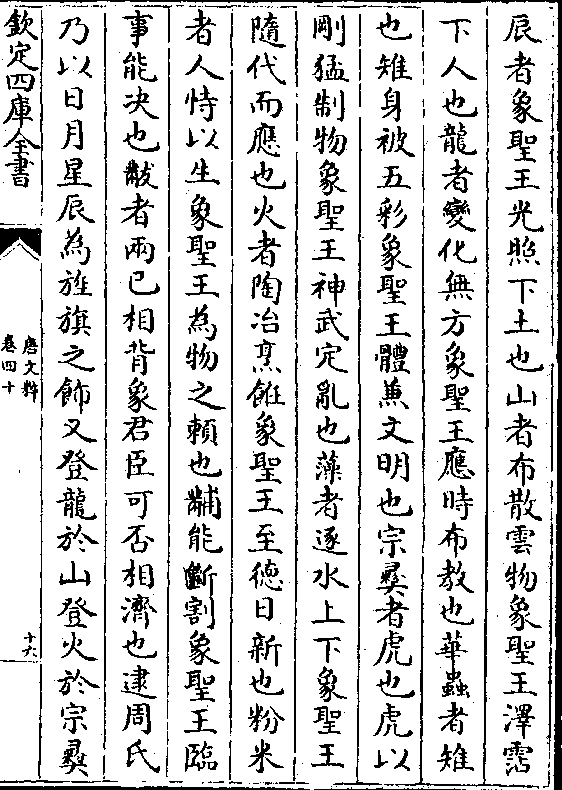 辰者象聖王光照下土也山者布散雲物象聖王澤霑
下人也龍者變化無方象聖王應時布教也華蟲者雉
也雉身被五彩象聖王體兼文明也宗彞者虎也虎以
剛猛制物象聖王神武定亂也藻者逐水上下象聖王
隨代而應也火者陶冶烹飪象聖王至德日新也粉米
者人恃以生象聖王為物之賴也黼能斷割象聖王臨
事能决也黻者兩已相背象君臣可否相濟也逮周氏
乃以日月星辰為旌旗之飾又登龍於山登火於宗彞
欽定四庫全書
唐文粹
卷四十
十六